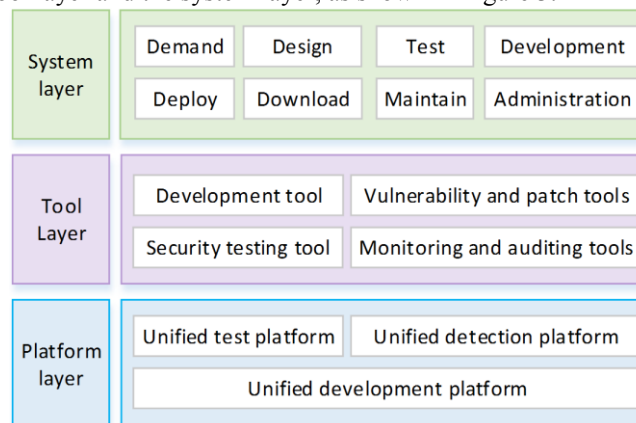 System
layer
Demand
Design
Test
Development
Deploy
Download
Maintain
Administration
Tool
Layer
Development tool
Vulnerability and patch tools
Security testing tool
Monitoring and auditing tools
Platform
layer
Unified test platform
Unified detection platform
Unified development platform